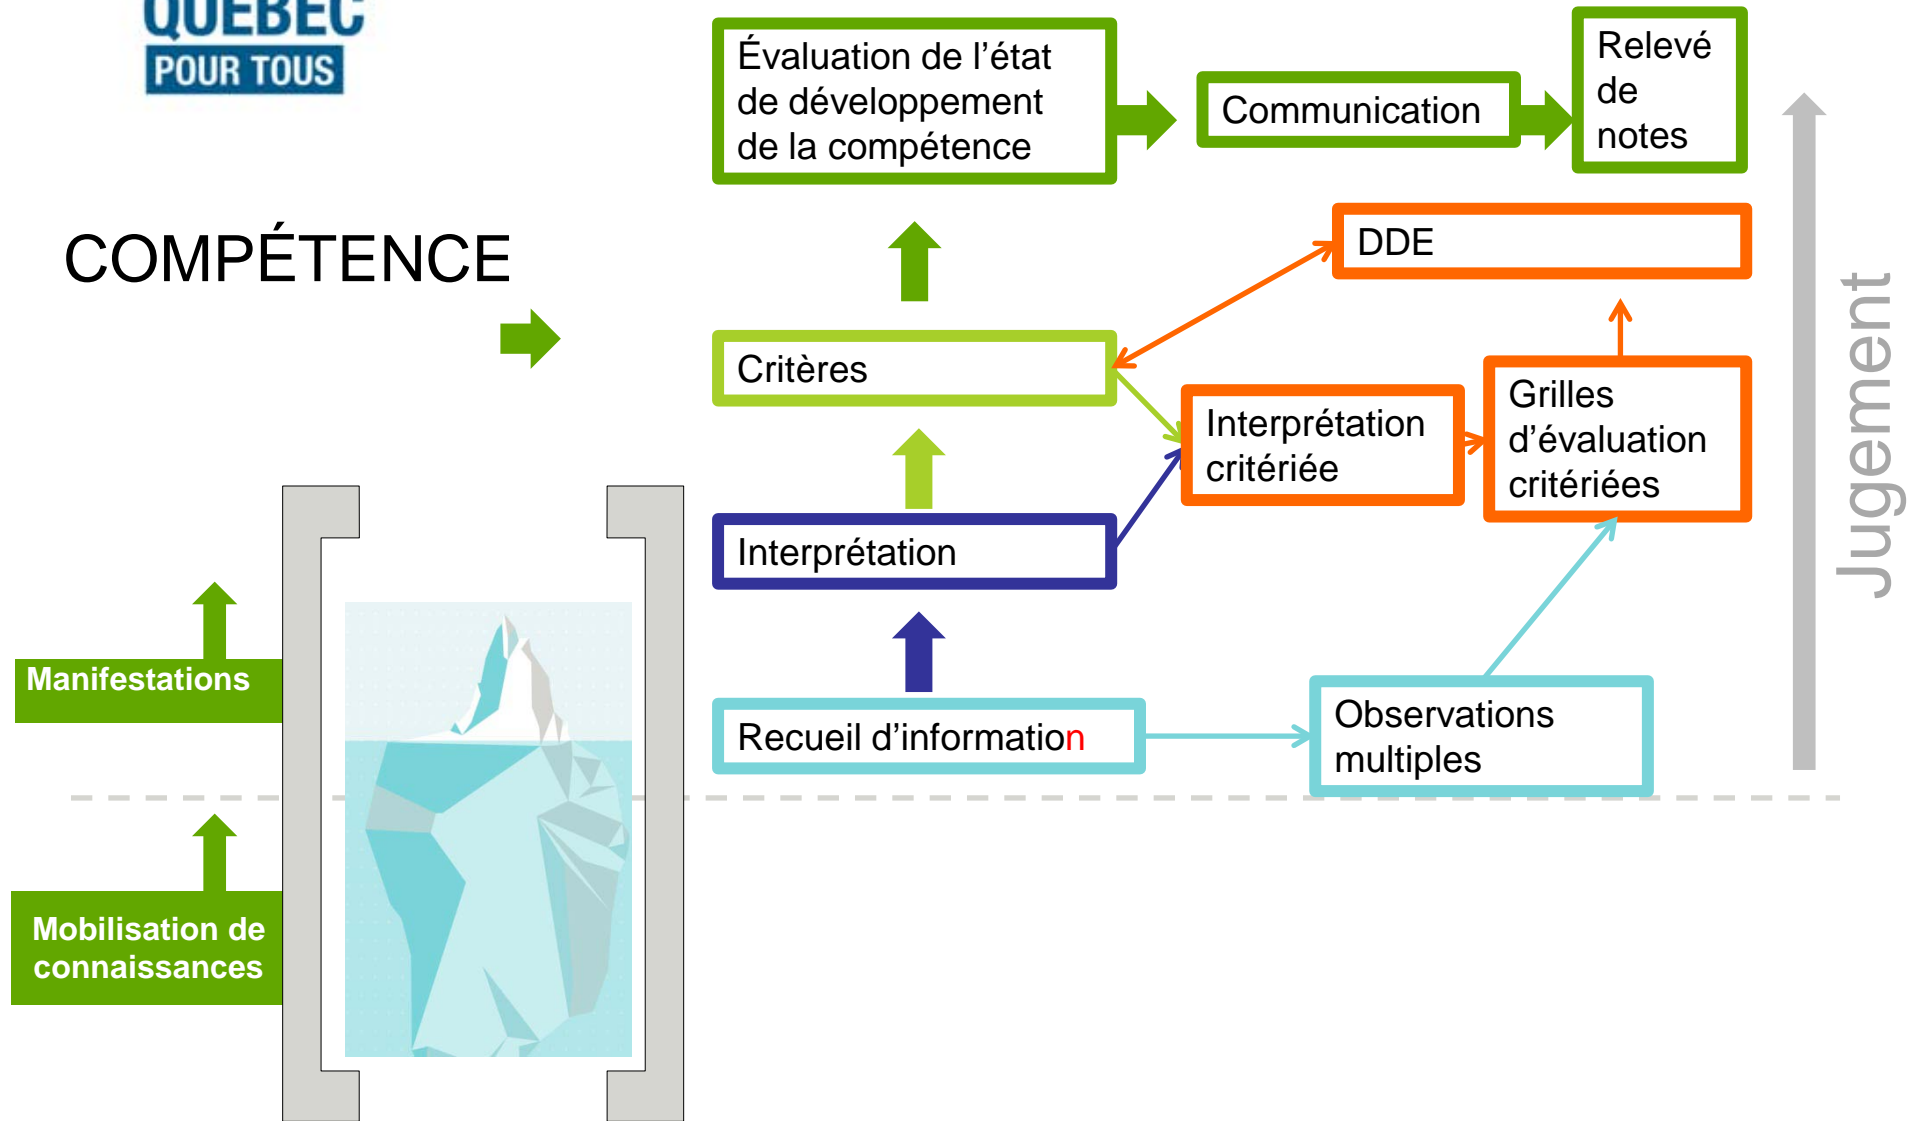 QUÉBEC
POUR TOUS
COMPÉTENCE
Manifestations
Mobilisation de
connaissances
Évaluation de l’état
de développement
de la compétence
Communication
Relevé
de
notes
DDE
Critères
Interprétation
critériée
Grilles
d’évaluation
critériées
Interprétation
Recueil d’information
Observations
multiples
Jugement